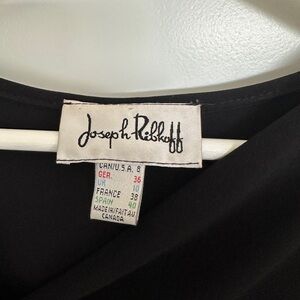 Joseph Ribkoff
CAN/U.S.A. 8
GER. 36
UK 10
FRANCE 38
SPAIN 40
MADE IN/FAIT AU
CANADA